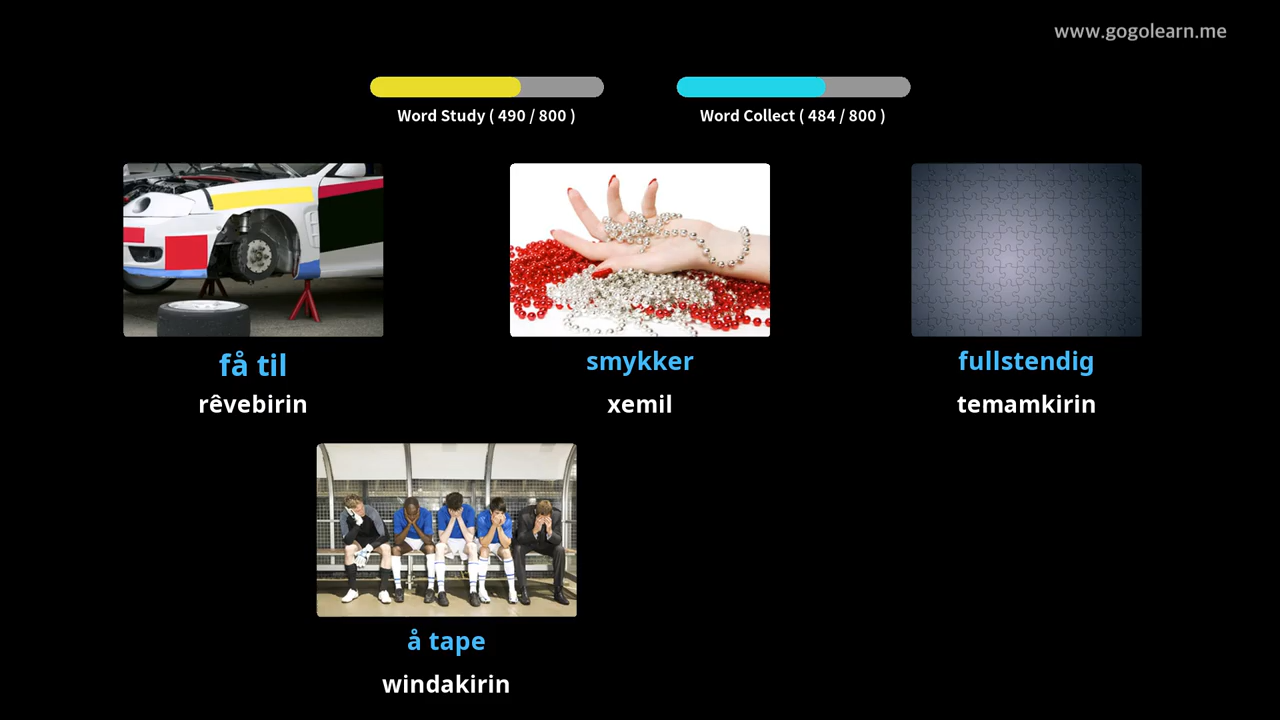 www.gogolearn.me
Word Study ( 490 / 800 )
Word Collect ( 484 / 800 )
få til
smykker
fullstendig
rêvebirin
xemil
temamkirin
å tape
windakirin